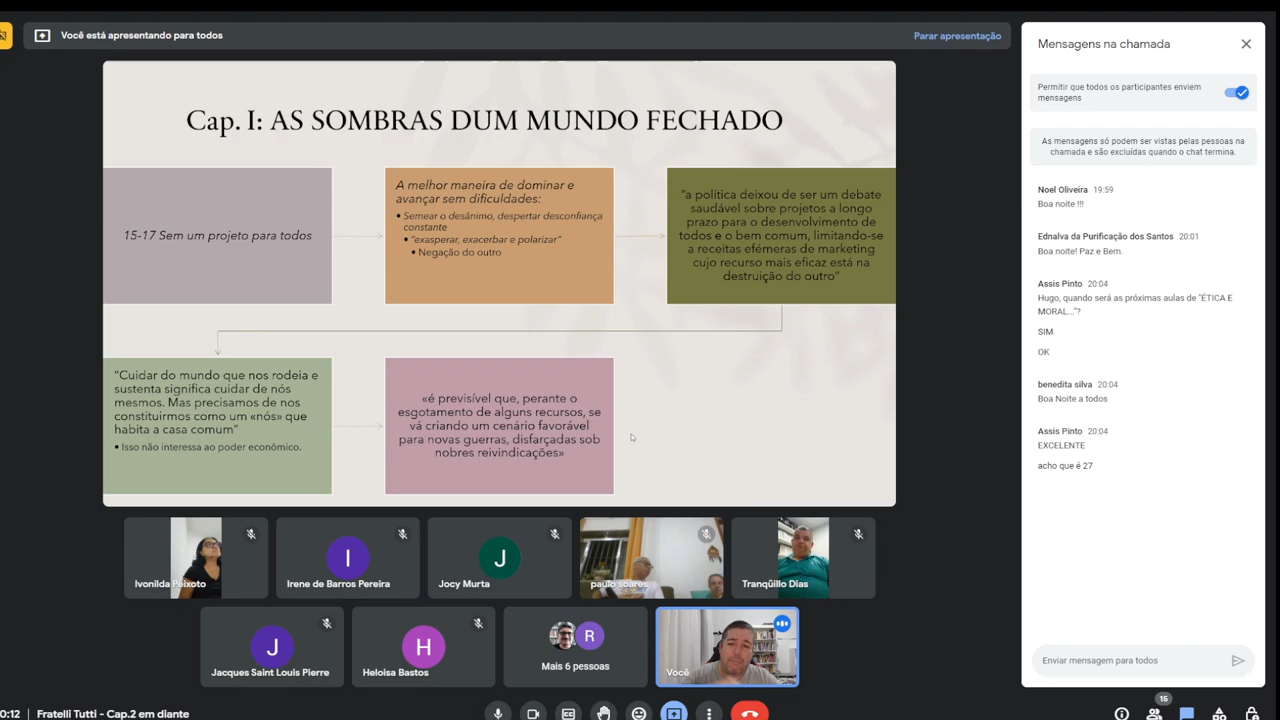 Você está apresentando para todos
Parar apresentação
Cap. I: AS SOMBRAS DUM MUNDO FECHADO
15-17 Sem um projeto para todos
A melhor maneira de dominar e
avançar sem dificuldades:
• Semear o desânimo, despertar desconfiança
constante
• "exasperar, exacerbar e polarizar"
• Negação do outro
"a política deixou de ser um debate
saudável sobre projetos a longo
prazo para o desenvolvimento de
todos e o bem comum, limitando-se
a receitas efémeras de marketing
cujo recurso mais eficaz está na
destruição do outro"
"Cuidar do mundo que nos rodeia e
sustenta significa cuidar de nós
mesmos. Mas precisamos de nos
constituirmos como um «nós» que
habita a casa comum"
• Isso não interessa ao poder econômico.
«é previsível que, perante o
esgotamento de alguns recursos, se
vá criando um cenário favorável
para novas guerras, disfarçadas sob
nobres reivindicações»
Ivonilda Peixoto
I
Irene de Barros Pereira
J
Jocy Murta
paulo soares
Tranqüillo Dias
J
Jacques Saint Louis Pierre
H
Heloisa Bastos
R
Mais 6 pessoas
Você
0:12 | Fratelli Tutti - Cap.2 em diante
Mensagens na chamada
Permitir que todos os participantes enviem
mensagens
As mensagens só podem ser vistas pelas pessoas na
chamada e são excluídas quando o chat termina.
Noel Oliveira 19:59
Boa noite !!!
Ednalva da Purificação dos Santos 20:01
Boa noite! Paz e Bem.
Assis Pinto 20:04
Hugo, quando será as próximas aulas de "ÉTICA E
MORAL..."?
SIM
OK
benedita silva 20:04
Boa Noite a todos
Assis Pinto 20:04
EXCELENTE
acho que é 27
Enviar mensagem para todos
15